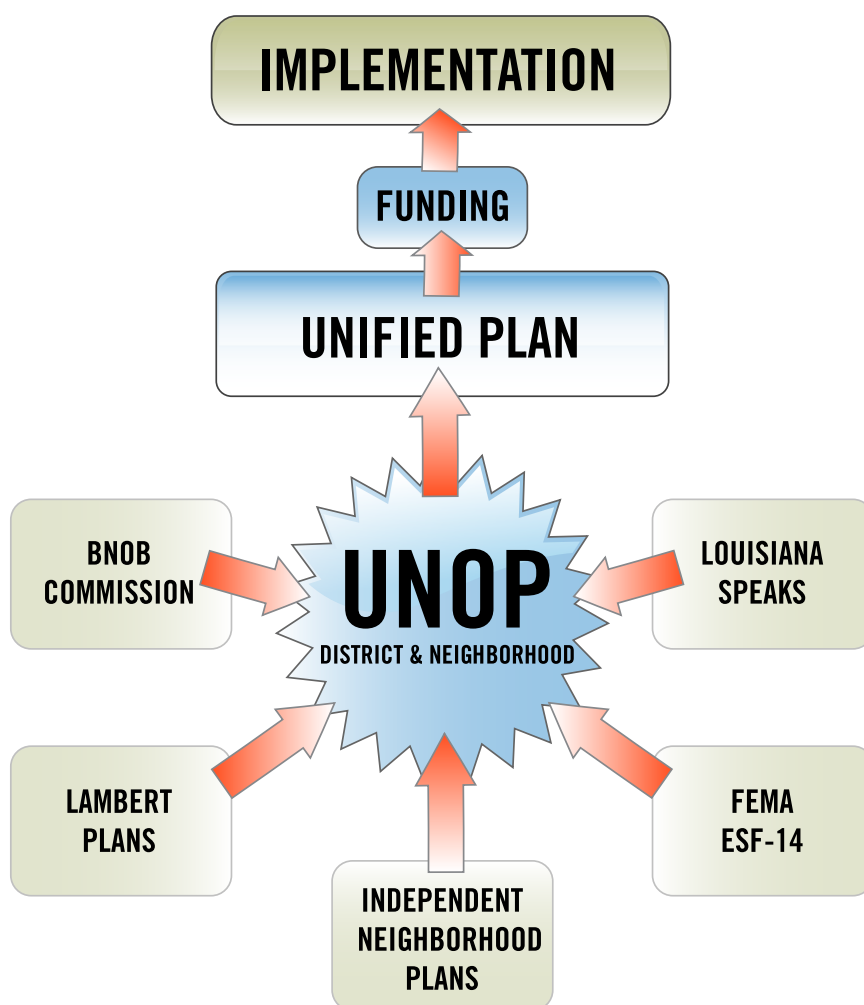 IMPLEMENTATION
FUNDING
UNIFIED PLAN
BNOB
COMMISSION
UNOP
DISTRICT & NEIGHBORHOOD
LOUISIANA
SPEAKS
LAMBERT
PLANS
INDEPENDENT
NEIGHBORHOOD
PLANS
FEMA
ESF-14